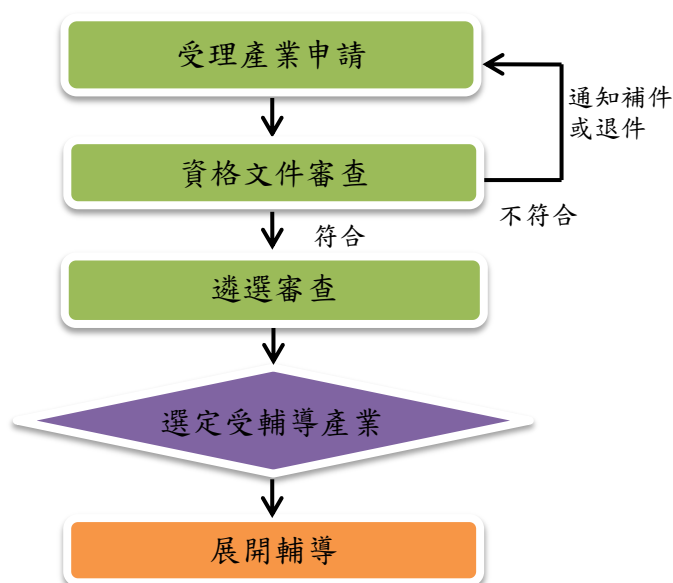 受理產業申請
通知補件
或退件
資格文件審查
不符合
符合
遴選審查
選定受輔導產業
展開輔導